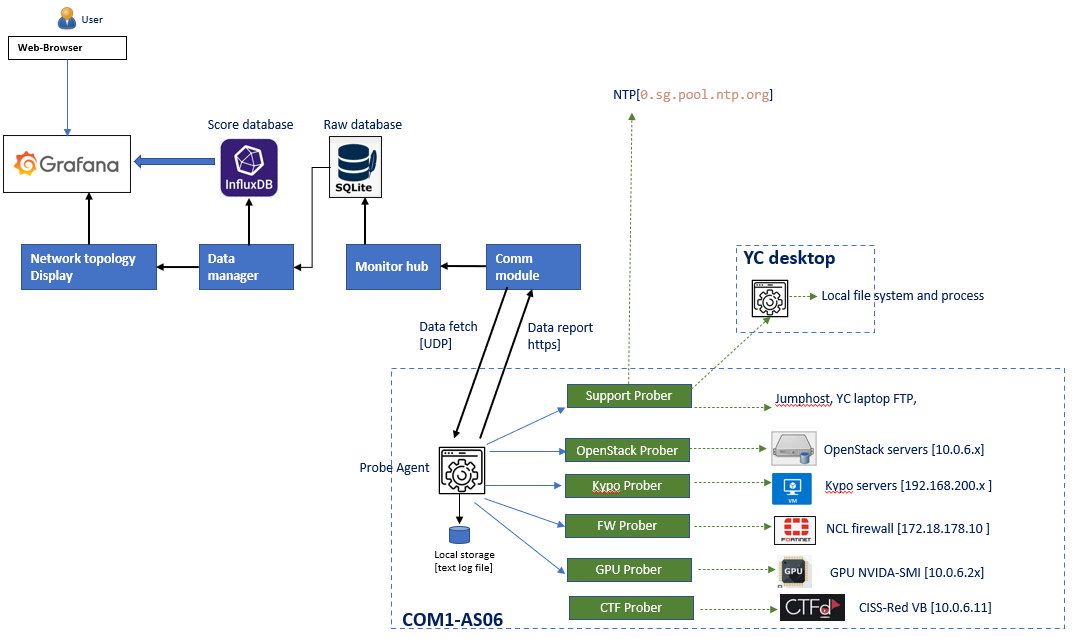 User
Web-Browser
NTP[0.sg.pool.ntp.org]
Score database
Raw database
Grafana
InfluxDB
SQLite
Network topology
Display
Data
manager
Monitor hub
Comm
module
YC desktop
Local file system and process
Data fetch
[UDP]
Data report
https]
Support Prober
Jumphost, YC laptop FTP,
Probe Agent
OpenStack Prober
OpenStack servers [10.0.6.x]
Kypo Prober
VM
Kypo servers [192.168.200.x ]
FW Prober
FORTINET
NCL firewall [172.18.178.10 ]
Local storage
[text log file]
GPU Prober
GPU
GPU NVIDA-SMI [10.0.6.2x]
CTF Prober
CTFd
CISS-Red VB [10.0.6.11]
COM1-AS06